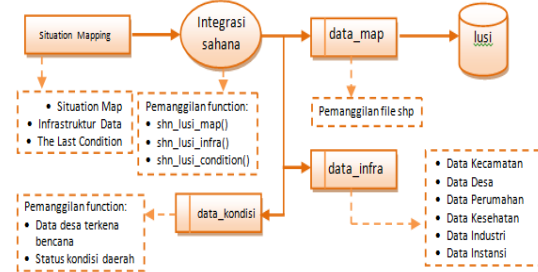 Situation Mapping
Integrasi
sahana
data_map
lusi
• Situation Map
• Infrastruktur Data
• The Last Condition
Pemanggilan function:
• shn_lusi_map()
• shn_lusi_infra()
• shn_lusi_condition()
Pemanggilan file shp
data_infra
• Data Kecamatan
• Data Desa
• Data Perumahan
• Data Kesehatan
• Data Industri
• Data Instansi
data_kondisi
Pemanggilan function:
• Data desa terkena
bencana
• Status kondisi daerah